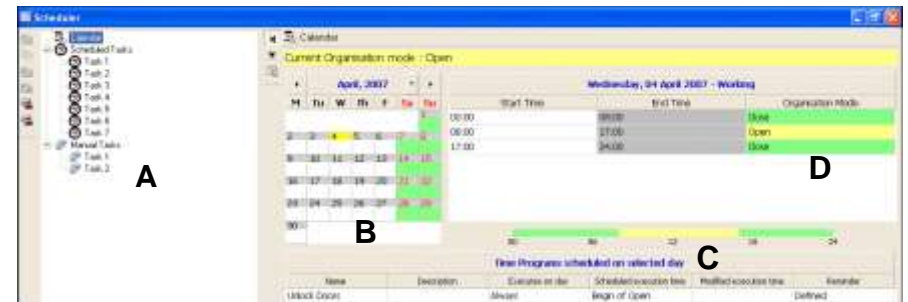 Scheduler
Calendar
Scheduled Tasks
Task 1
Task 2
Task 3
Task 4
Task 5
Task 6
Task 7
Manual Tasks
Task 1
Task 2
A
Calendar
Current Organisation mode : Open
April, 2007
M Tu W Th F Sa Su
1
2 3 4 5 6 7 8
9 10 11 12 13 14 15
16 17 18 19 20 21 22
23 24 25 26 27 28 29
30
B
Wednesday, 04 April 2007 - Working
Start Time End Time Organisation Mode
00:00 08:00 Close
08:00 17:00 Open
17:00 24:00 Close
D
00 06 12 18 24
C
Time Programs scheduled on selected day
Name Description Executes on day Scheduled execution time Modified execution time Reminder
Unlock Doors Always Begin of Open Defined